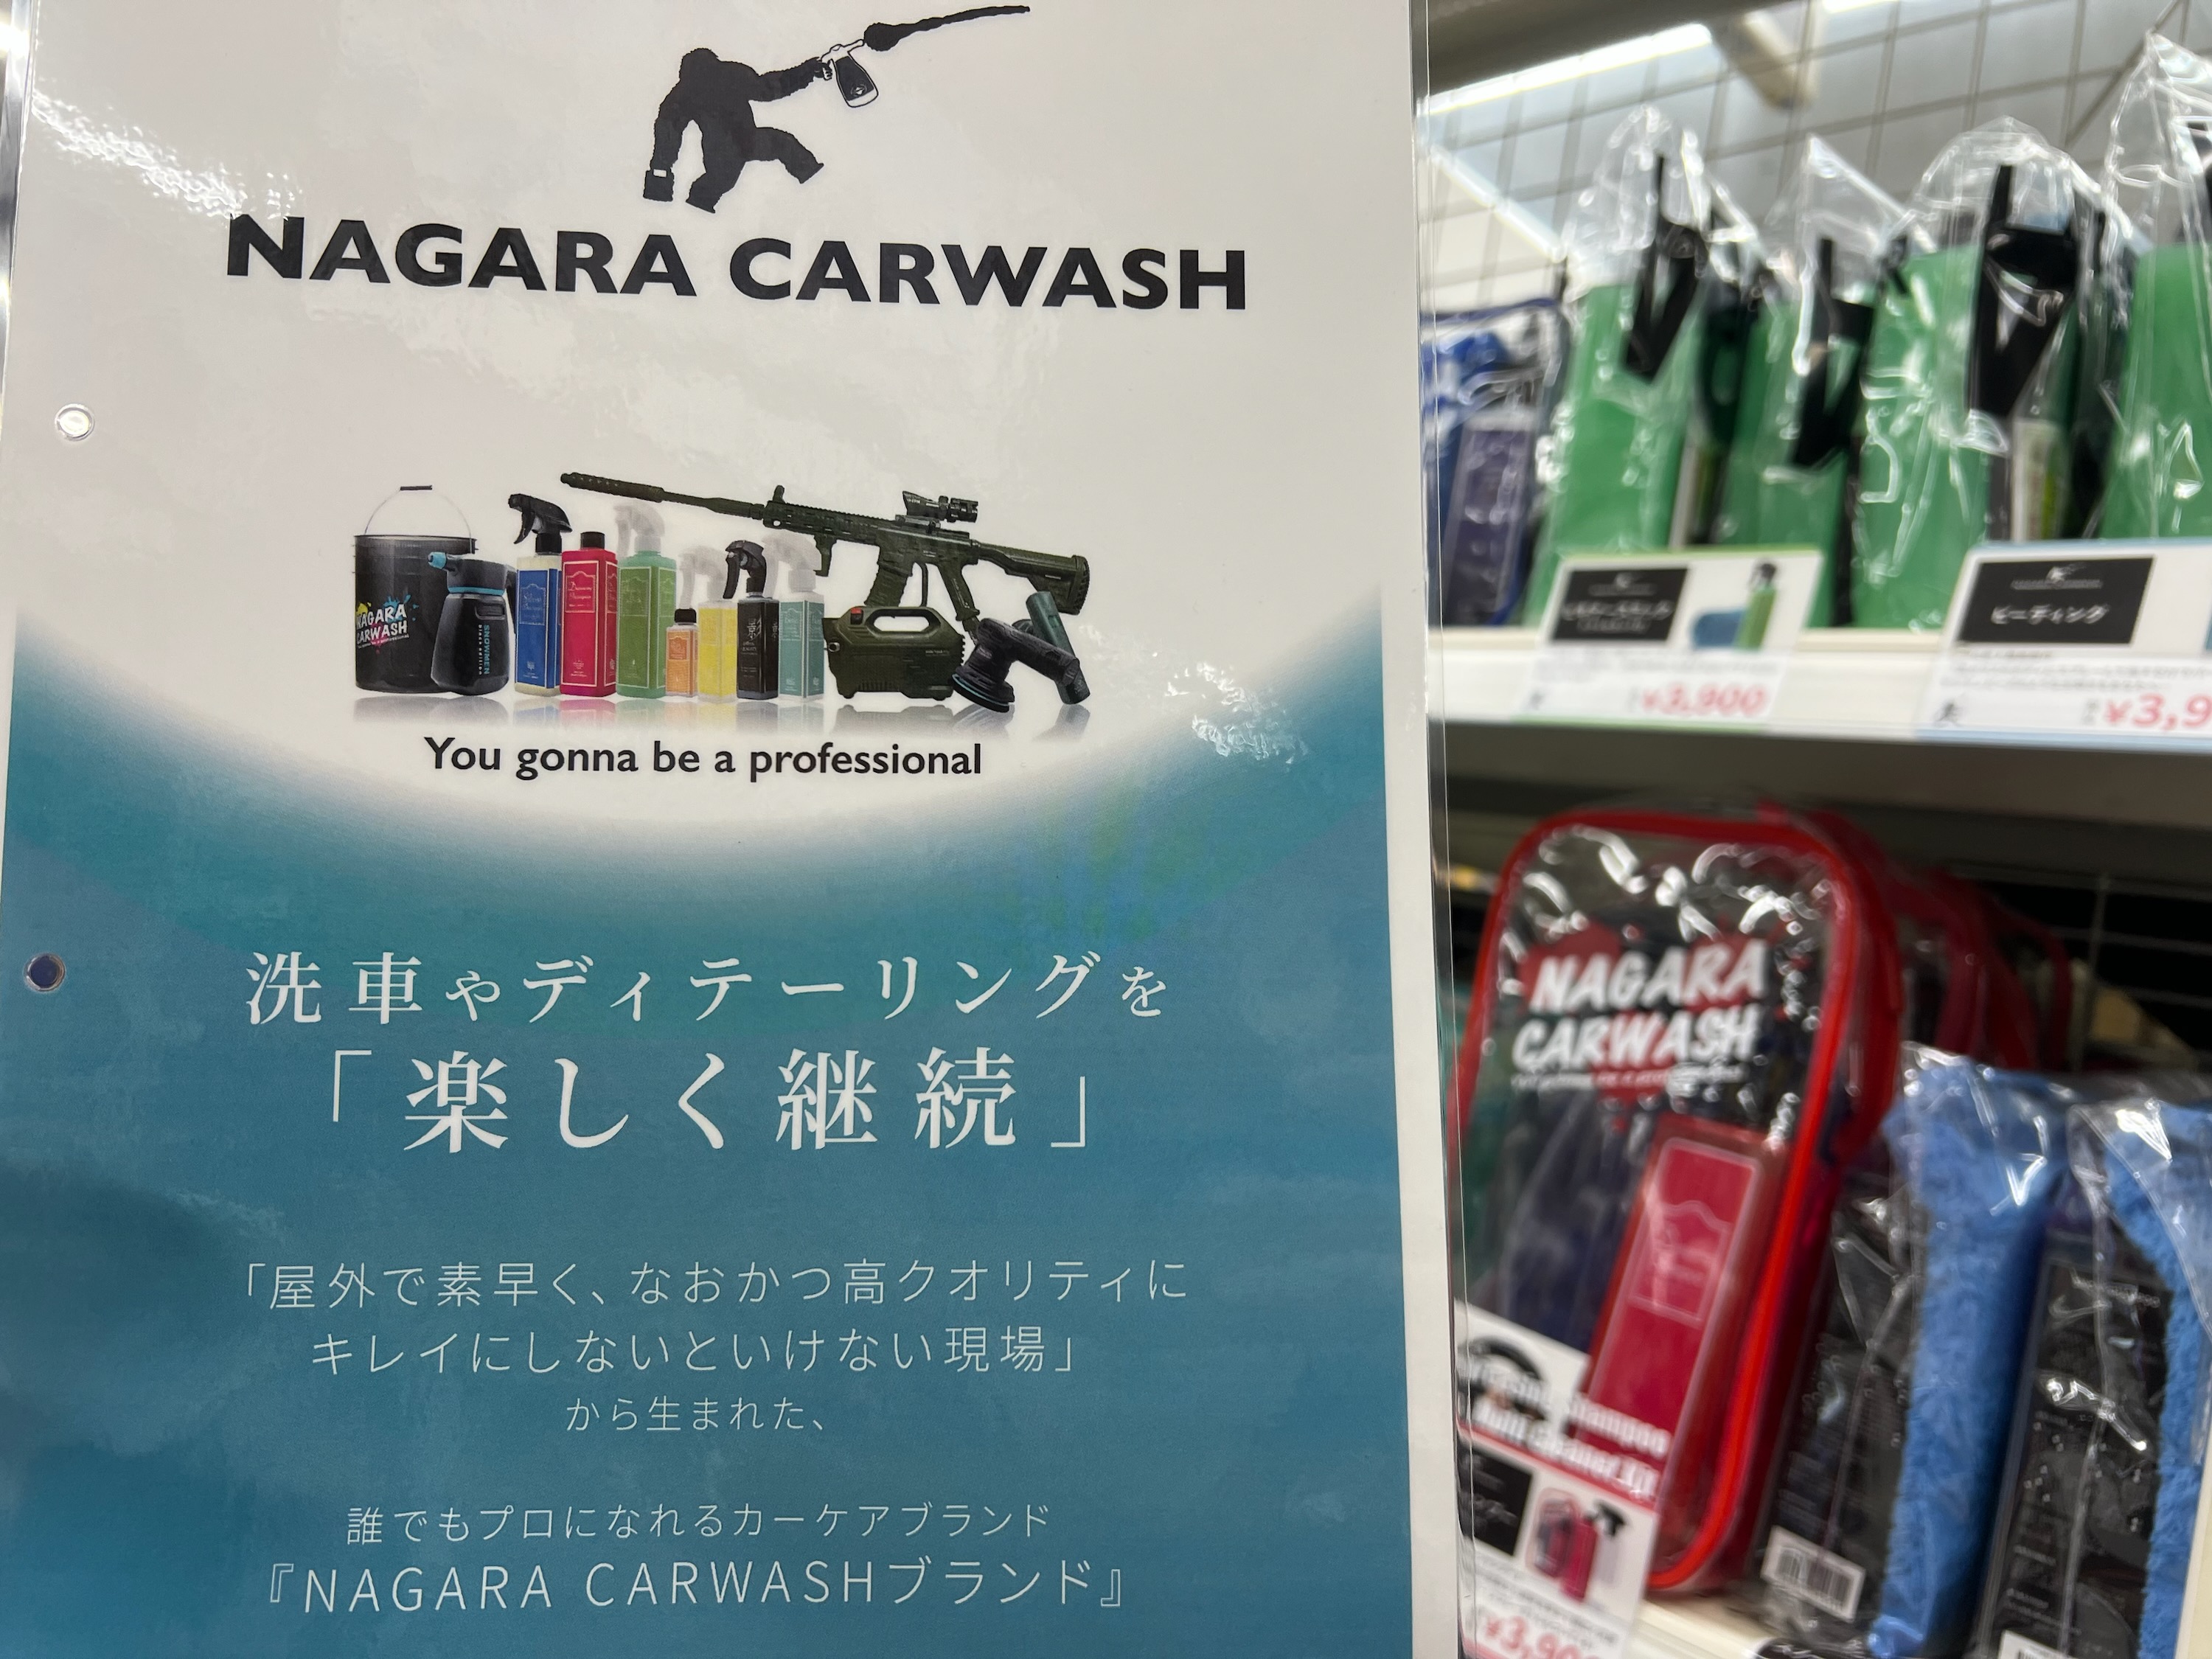 NAGARA CARWASH
NAGARA
CARWASH
SNOWMEN
You gonna be a professional
洗車やディテーリングを
「楽しく継続」
「屋外で素早く、なおかつ高クオリティに
キレイにしないといけない現場」
から生まれた、
誰でもプロになれるカーケアブランド
『NAGARA CARWASHブランド』
¥3,900
ビーディング
¥3,9
NAGARA
CARWASH
¥3,900